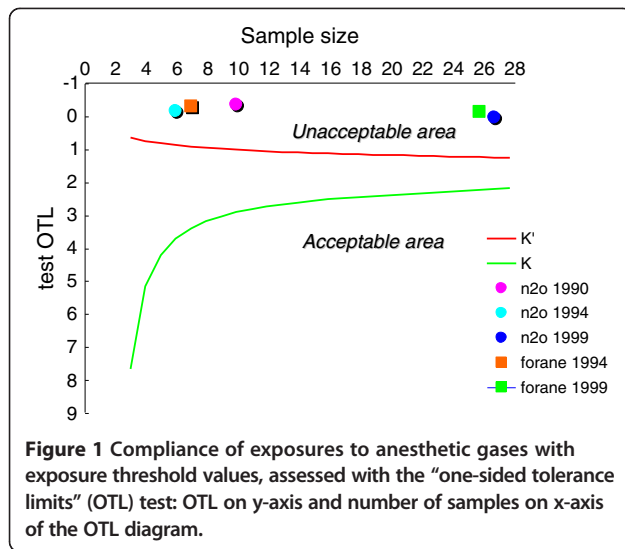 Sample size
0 2 4 6 8 10 12 14 16 18 20 22 24 26 28
-1
0
1
2
3
4
5
6
7
8
9
test OTL
Unacceptable area
Acceptable area
K'
K
n2o 1990
n2o 1994
n2o 1999
forane 1994
forane 1999
Figure 1 Compliance of exposures to anesthetic gases with
exposure threshold values, assessed with the “one-sided tolerance
limits” (OTL) test: OTL on y-axis and number of samples on x-axis
of the OTL diagram.